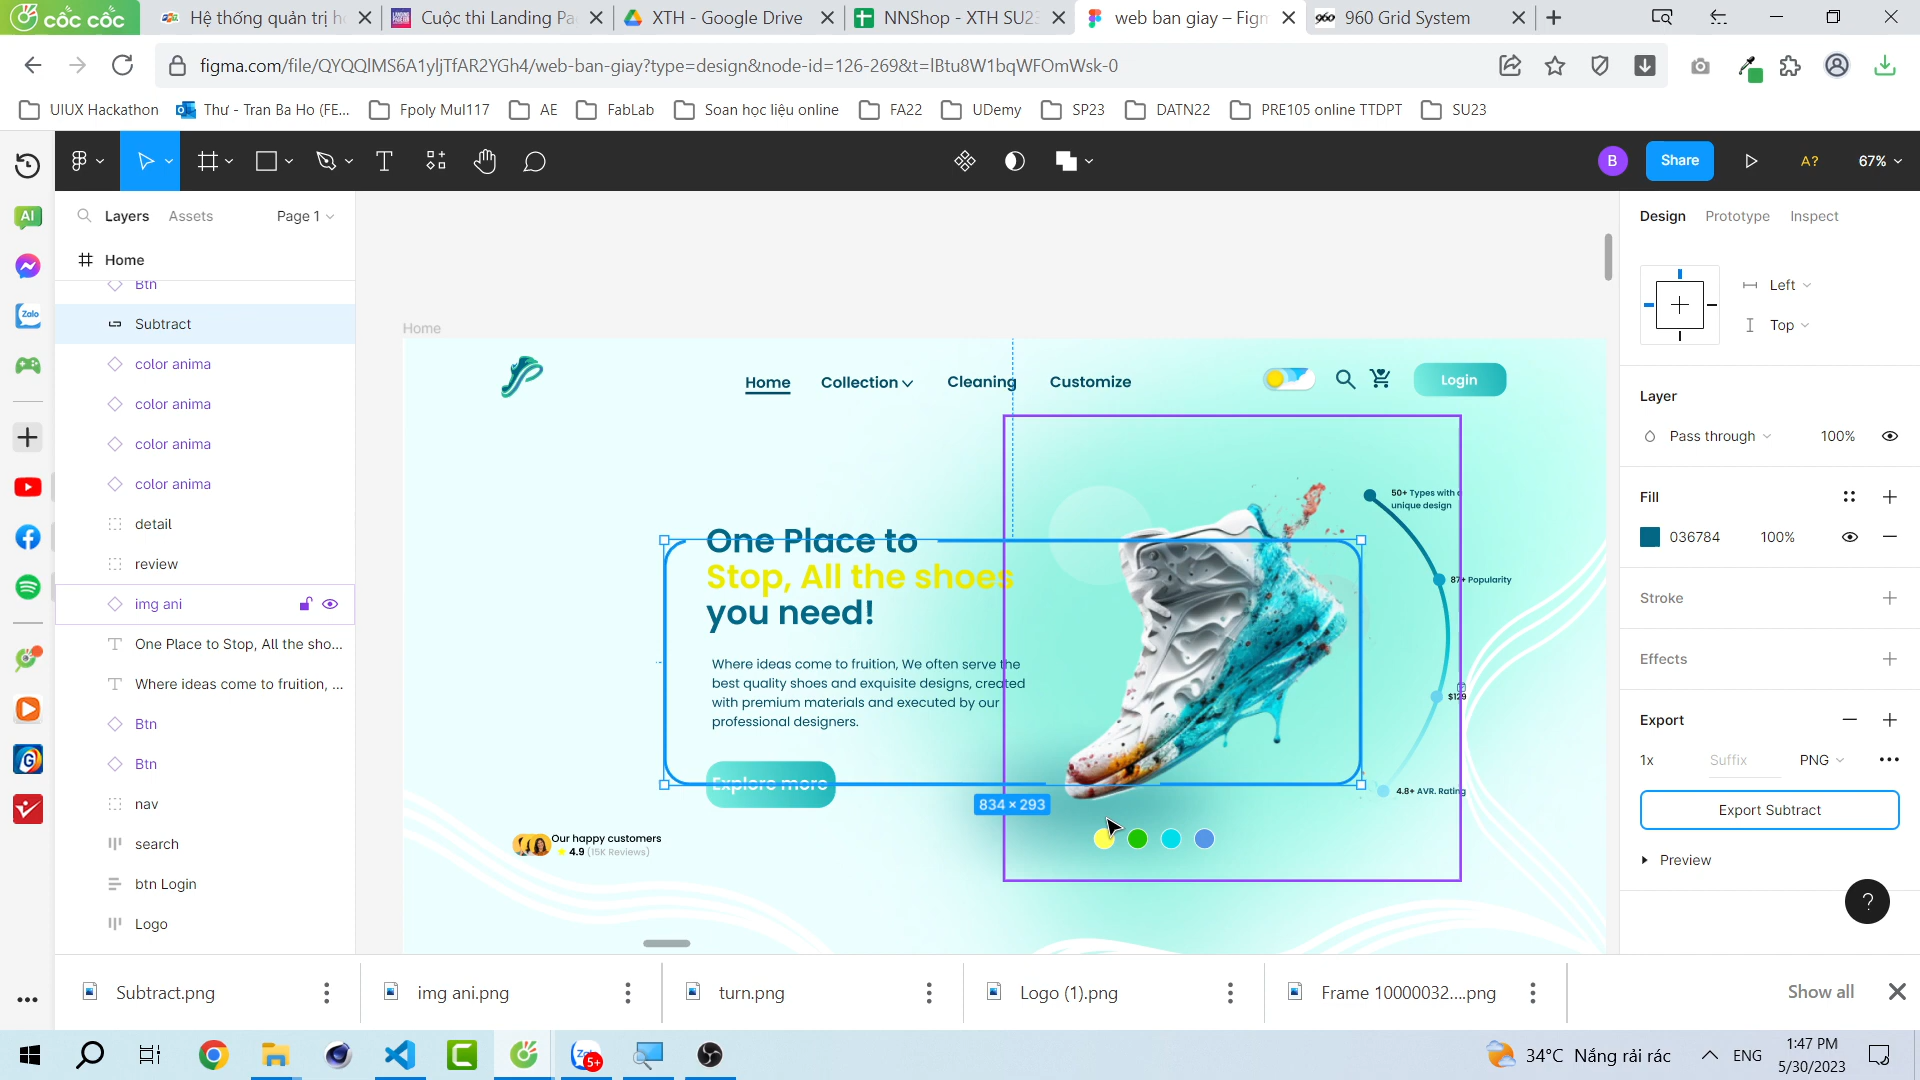 cốc cốc
Hệ thống quản trị h
Cuộc thi Landing Pa
XTH - Google Drive
NNShop - XTH SU23
web ban giay – Figm
960 Grid System
figma.com/file/QYQQIMS6A1yljTfAR2YGh4/web-ban-giay?type=design&node-id=126-269&t=lBtu8W1bqWFOmWsk-0
UIUX Hackathon
Thư - Tran Ba Ho (FE...
Fpoly Mul117
AE
FabLab
Soan học liệu online
FA22
UDemy
SP23
DATN22
PRE105 online TTDPT
SU23
B
Share
A?
67%
Layers
Assets
Page 1
Design
Prototype
Inspect
Home
Btn
Subtract
color anima
color anima
color anima
color anima
detail
review
img ani
One Place to Stop, All the sho...
Where ideas come to fruition, ...
Btn
Btn
nav
search
btn Login
Logo
AI
Zalo
Home
Home
Collection
Cleaning
Customize
Login
One Place to
Stop, All the shoes
you need!
Where ideas come to fruition, We often serve the
best quality shoes and exquisite designs, created
with premium materials and executed by our
professional designers.
Explore more
834 × 293
Our happy customers
4.9 (15K Reviews)
50+ Types with a
unique design
87+ Popularity
$129
4.8+ AVR. Rating
Left
Top
Layer
Pass through
100%
Fill
036784
100%
Stroke
Effects
Export
1x
Suffix
PNG
Export Subtract
Preview
?
Subtract.png
img ani.png
turn.png
Logo (1).png
Frame 10000032....png
Show all
5+
34°C Nắng rải rác
ENG
1:47 PM
5/30/2023